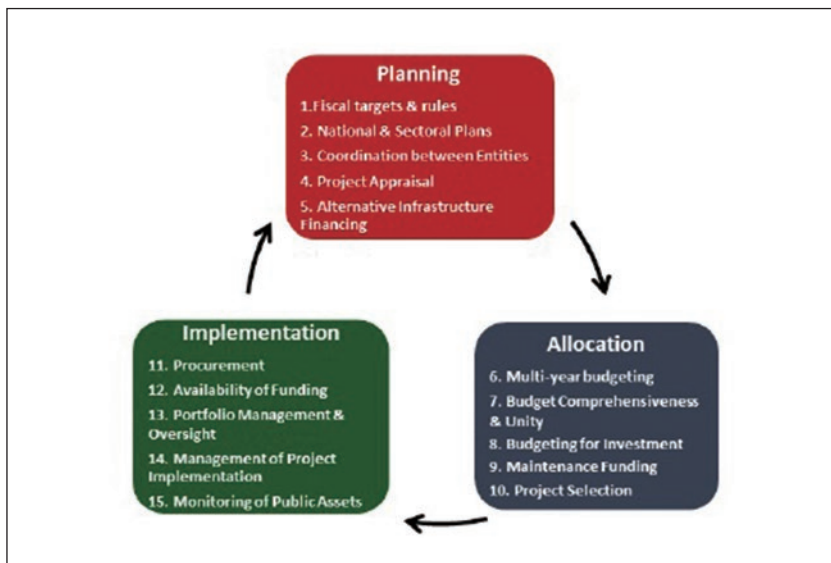 Planning
1.Fiscal targets & rules
2. National & Sectoral Plans
3. Coordination between Entities
4. Project Appraisal
5. Alternative Infrastructure
Financing
Implementation
11. Procurement
12. Availability of Funding
13. Portfolio Management &
Oversight
14. Management of Project
Implementation
15. Monitoring of Public Assets
Allocation
6. Multi-year budgeting
7. Budget Comprehensiveness
& Unity
8. Budgeting for Investment
9. Maintenance Funding
10. Project Selection